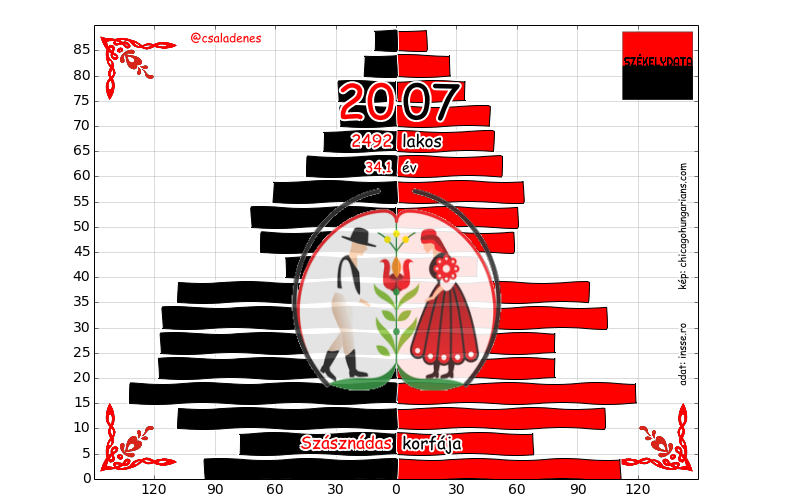 @csaladenes
SZÉKELYDATA
2007
2492 lakos
34.1 év
kép: chicagohungarians.com
adat: insse.ro
Szásznádas korfája
85
80
75
70
65
60
55
50
45
40
35
30
25
20
15
10
5
0
120 90 60 30 0 30 60 90 120